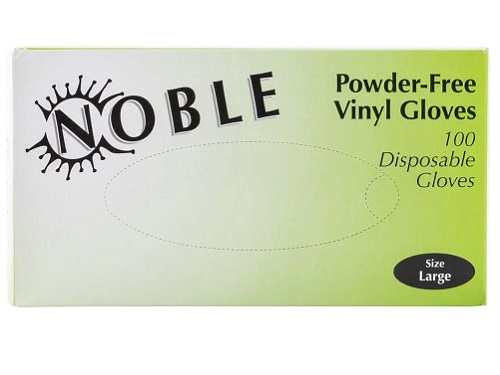 NOBLE
Powder-Free
Vinyl Gloves
100
Disposable
Gloves
Size
Large